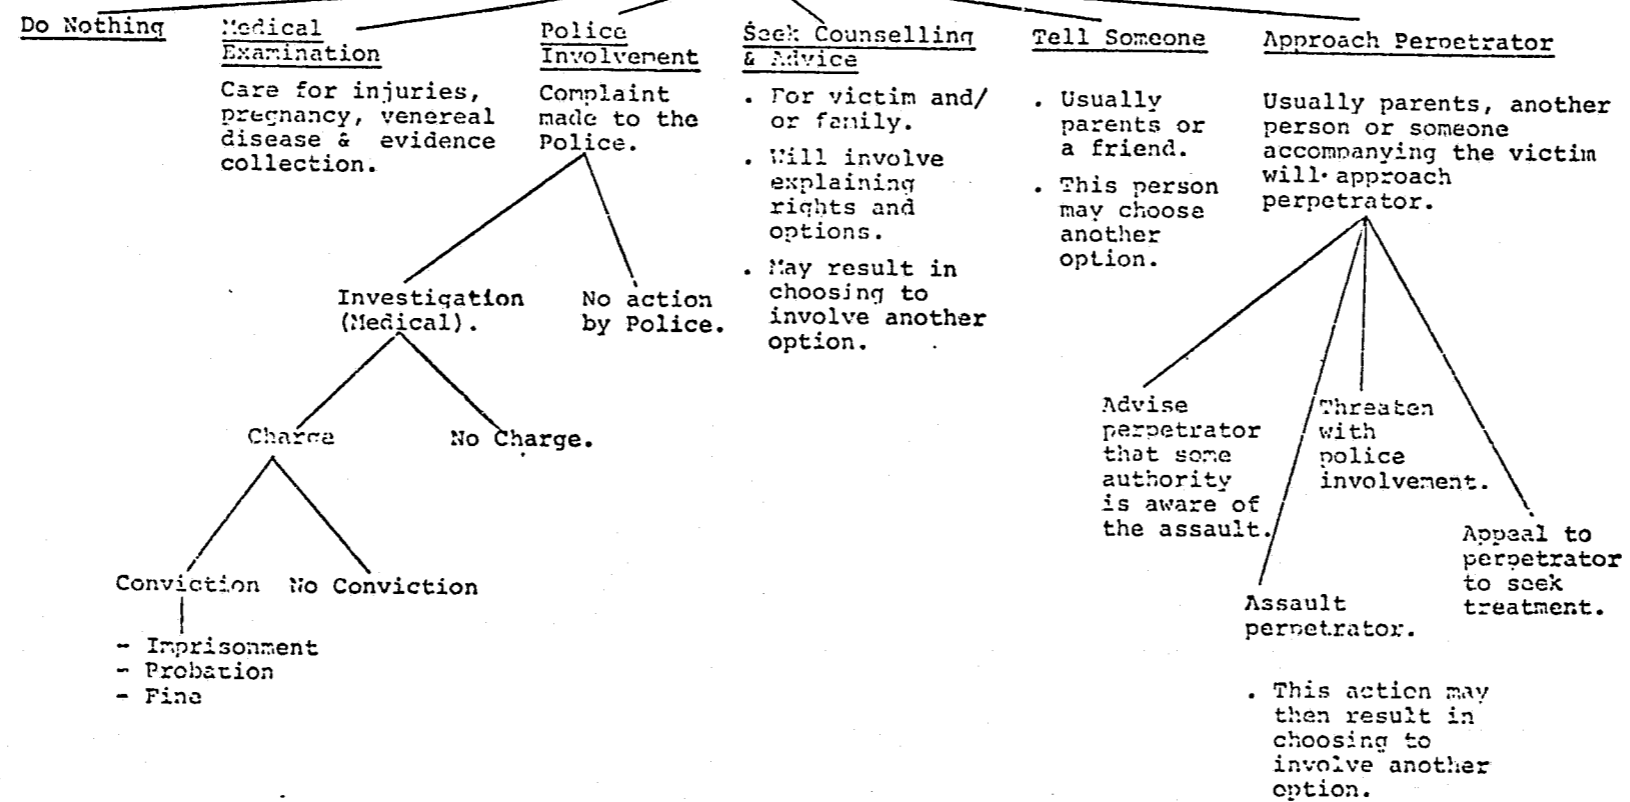 Do Nothing
Medical
Examination
Care for injuries,
pregnancy, venereal
disease & evidence
collection.
Police
Involvement
Complaint
made to the
Police.
Investigation
(Medical).
No action
by Police.
Charge
No Charge.
Conviction
No Conviction
- Imprisonment
- Probation
- Fine
Seek Counselling
& Advice
. For victim and/
or family.
. Will involve
explaining
rights and
options.
. May result in
choosing to
involve another
option.
Tell Someone
. Usually
parents or
a friend.
. This person
may choose
another
option.
Approach Perpetrator
Usually parents, another
person or someone
accompanying the victim
will approach
perpetrator.
Advise
perpetrator
that some
authority
is aware of
the assault.
Assault
perpetrator.
Threaten
with
police
involvement.
Appeal to
perpetrator
to seek
treatment.
. This action may
then result in
choosing to
involve another
option.